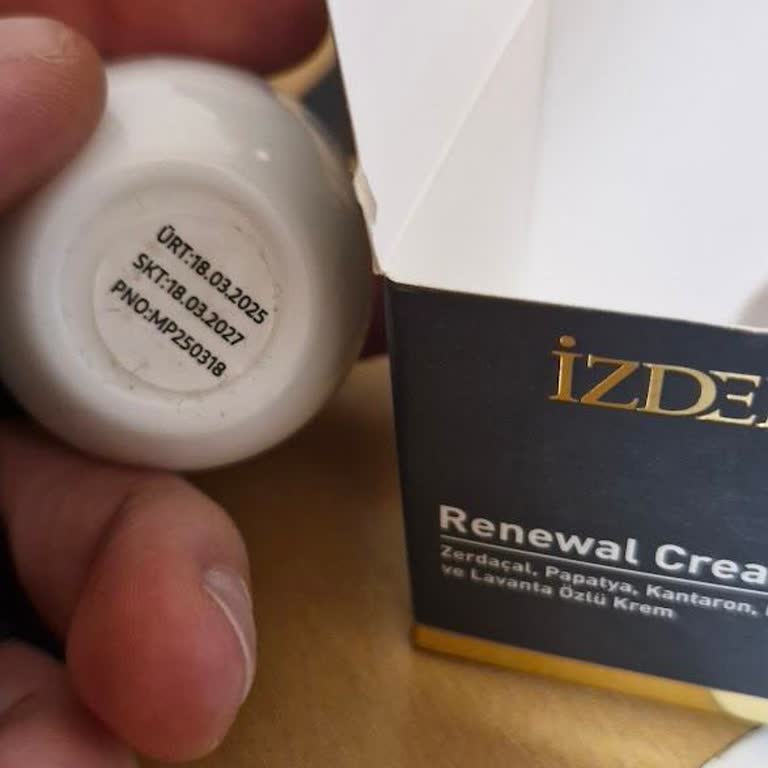 ÜRT:18.03.2025
SKT:18.03.2027
PNO:MP250318
İZDE
Renewal Crea
Zerdaçal, Papatya, Kantaron,
ve Lavanta Özlü Krem